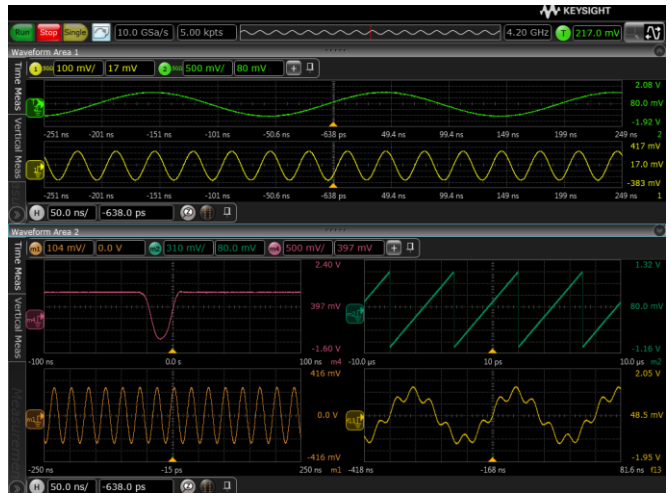 KEYSIGHT
Run Stop Single 10.0 GSa/s 5.00 kpts 4.20 GHz T 217.0 mV
Waveform Area 1
Time Meas
Vertical Meas
1 50Ω 100 mV/ 17 mV 2 50Ω 500 mV/ 80 mV +
2.08 V
80.0 mV
-1.92 V
-251 ns -201 ns -151 ns -101 ns -50.6 ns -638 ps 49.4 ns 99.4 ns 149 ns 199 ns 249 ns 2
417 mV
17.0 mV
-383 mV
-251 ns -201 ns -151 ns -101 ns -50.6 ns -638 ps 49.4 ns 99.4 ns 149 ns 199 ns 249 ns 1
H 50.0 ns/ -638.0 ps
Waveform Area 2
Time Meas
Vertical Meas
m1 104 mV/ 0.0 V m2 310 mV/ 80.0 mV m4 500 mV/ 397 mV +
2.40 V
397 mV
-1.60 V
-100 ns 0.0 s 100 ns m4
1.32 V
80.0 mV
-1.16 V
-10.0 µs 10 ps 10.0 µs m2
416 mV
0.0 V
-416 mV
-250 ns -15 ps 250 ns m1
2.05 V
48.5 mV
-1.95 V
-418 ns -168 ns 81.6 ns f13
H 50.0 ns/ -638.0 ps